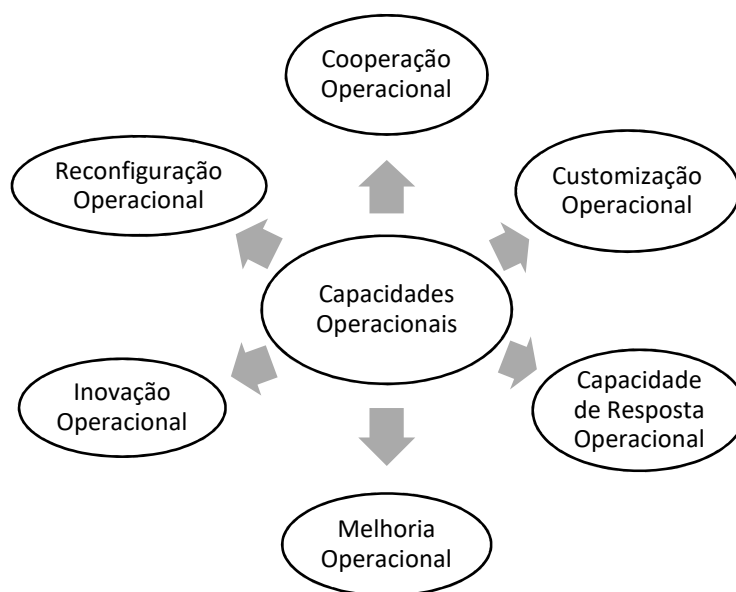 Cooperação
Operacional
Reconfiguração
Operacional
Customização
Operacional
Capacidades
Operacionais
Inovação
Operacional
Capacidade
de Resposta
Operacional
Melhoria
Operacional